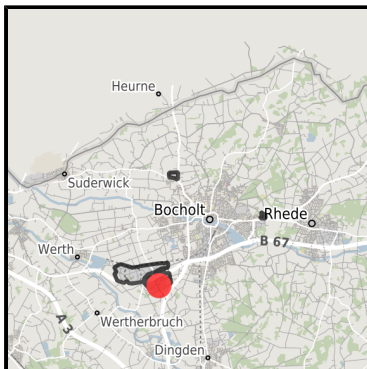 Heurne
Suderwick
Bocholt
Rhede
B 67
Werth
A 3
Wertherbruch
Dingden